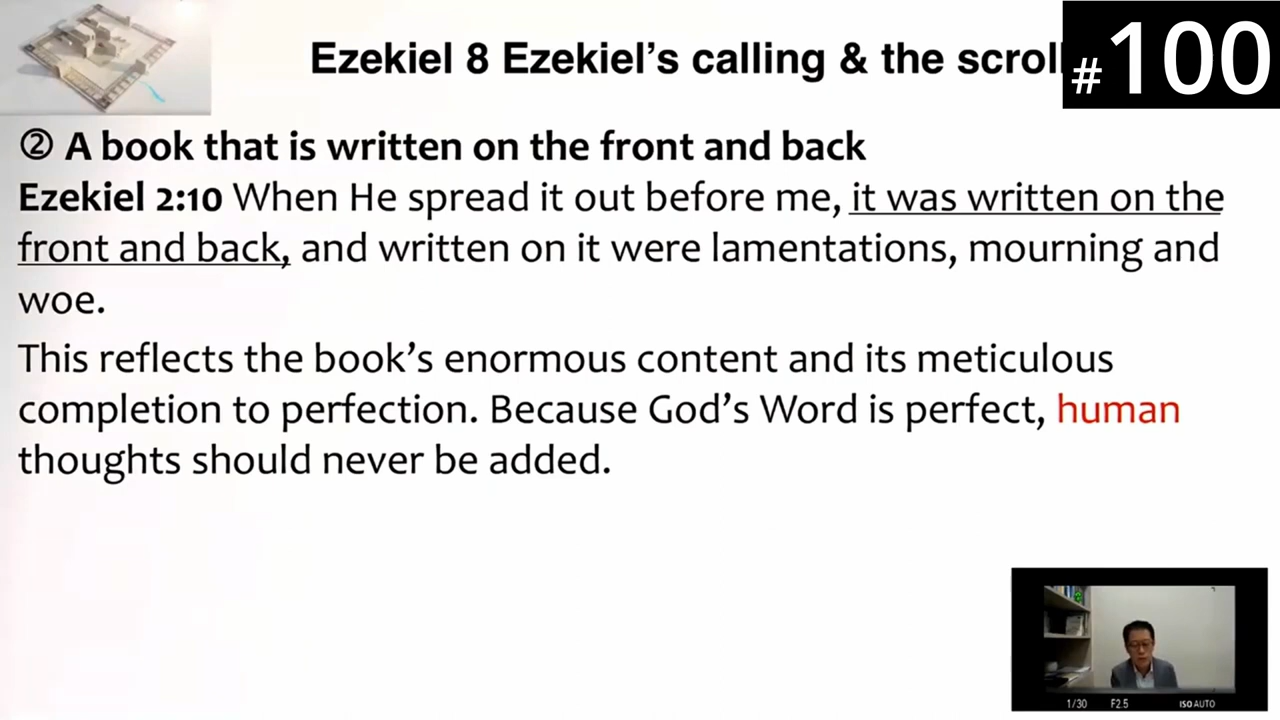 Ezekiel 8 Ezekiel’s calling & the scroll
#100
② A book that is written on the front and back
Ezekiel 2:10 When He spread it out before me, it was written on the
front and back, and written on it were lamentations, mourning and
woe.
This reflects the book’s enormous content and its meticulous
completion to perfection. Because God’s Word is perfect, human
thoughts should never be added.
1/30 F2.5 ISO AUTO